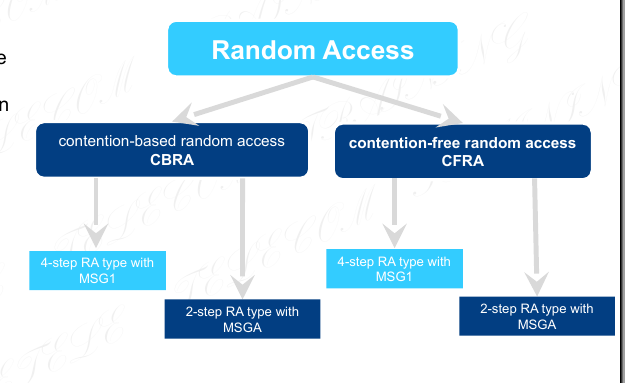 e
n
Random Access
contention-based random access
CBRA
contention-free random access
CFRA
4-step RA type with
MSG1
2-step RA type with
MSGA
4-step RA type with
MSG1
2-step RA type with
MSGA